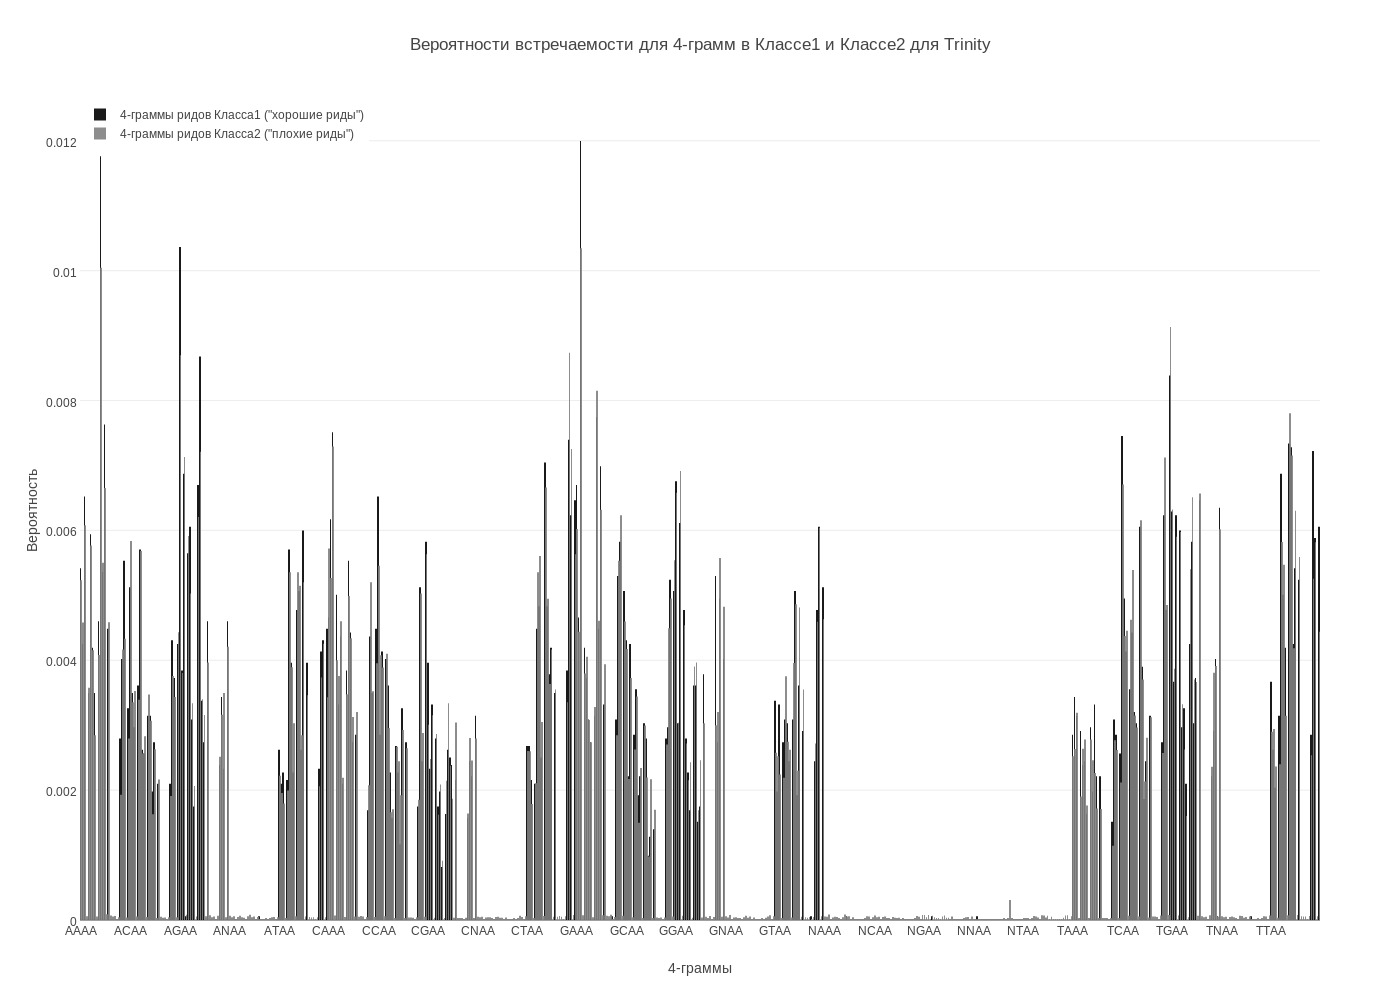 Вероятности встречаемости для 4-грамм в Классе1 и Классе2 для Trinity
4-граммы ридов Класса1 ("хорошие риды")
4-граммы ридов Класса2 ("плохие риды")
0.012
0.01
0.008
0.006
0.004
0.002
0
Вероятность
AAAA ACAA AGAA ANAA ATAA CAAA CCAA CGAA CNAA CTAA GAAA GCAA GGAA GNAA GTAA NAAA NCAA NGAA NNAA NTAA TAAA TCAA TGAA TNAA TTAA
4-граммы